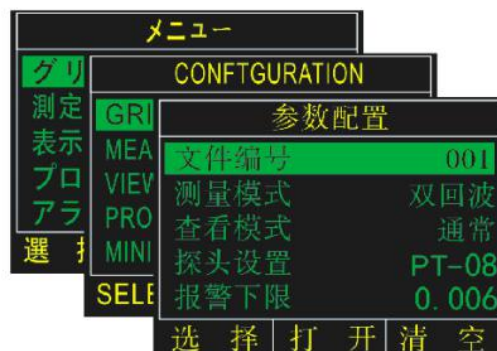 メニュー
グリ
測定
表示
プロ
アラ
選
CONFTGURATION
GRI
MEA
VIEW
PRO
MINI
SELE
参数配置
文件编号 001
测量模式 双回波
查看模式 通常
探头设置 PT-08
报警下限 0.006
选择 打开 清空